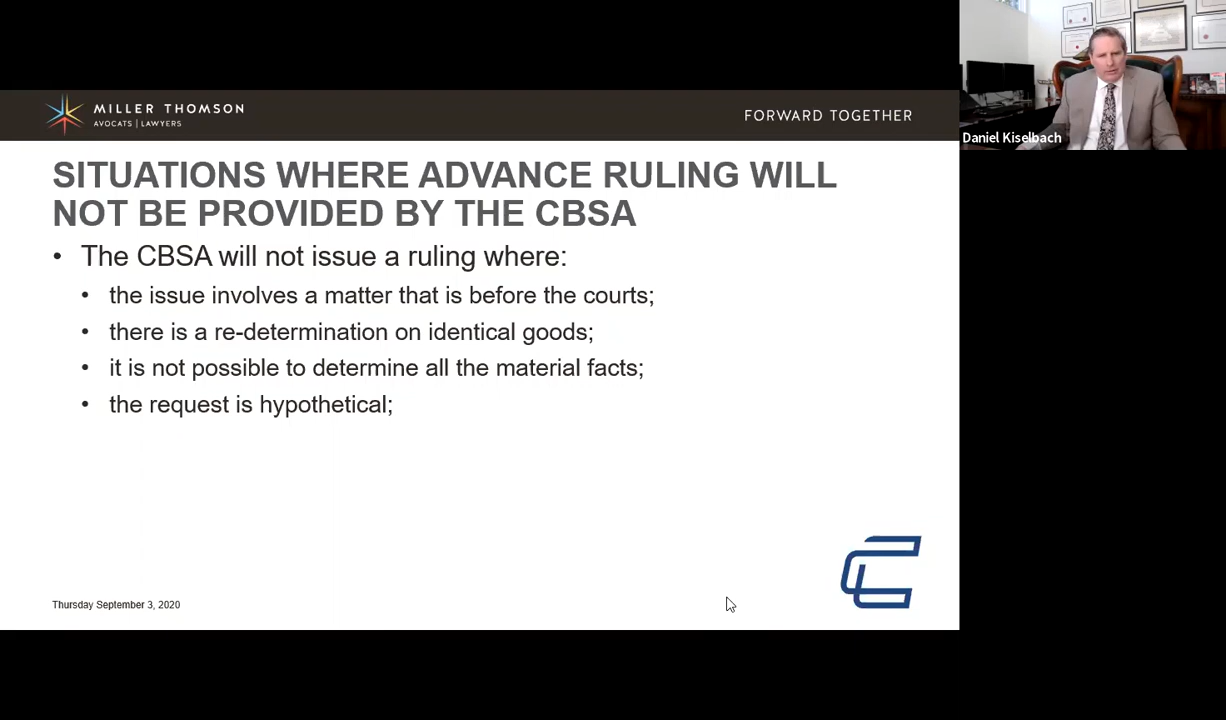 MILLER THOMSON
AVOCATS | LAWYERS
FORWARD TOGETHER
Daniel Kiselbach
SITUATIONS WHERE ADVANCE RULING WILL
NOT BE PROVIDED BY THE CBSA
• The CBSA will not issue a ruling where:
• the issue involves a matter that is before the courts;
• there is a re-determination on identical goods;
• it is not possible to determine all the material facts;
• the request is hypothetical;
Thursday September 3, 2020